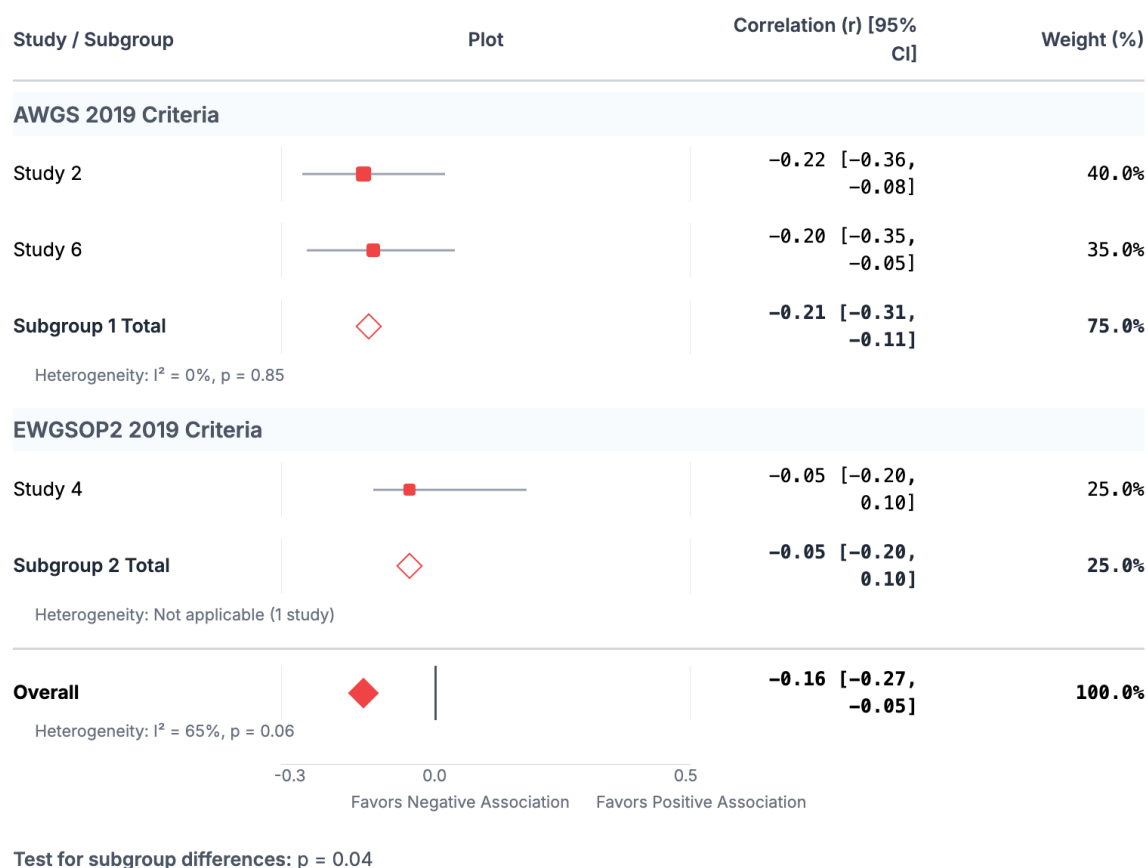 Study / Subgroup Plot Correlation (r) [95% CI] Weight (%)
AWGS 2019 Criteria
Study 2 −0.22 [−0.36, −0.08] 40.0%
Study 6 −0.20 [−0.35, −0.05] 35.0%
Subgroup 1 Total −0.21 [−0.31, −0.11] 75.0%
Heterogeneity: I² = 0%, p = 0.85
EWGSOP2 2019 Criteria
Study 4 −0.05 [−0.20, 0.10] 25.0%
Subgroup 2 Total −0.05 [−0.20, 0.10] 25.0%
Heterogeneity: Not applicable (1 study)
Overall −0.16 [−0.27, −0.05] 100.0%
Heterogeneity: I² = 65%, p = 0.06
-0.3 0.0 0.5
Favors Negative Association Favors Positive Association
Test for subgroup differences: p = 0.04